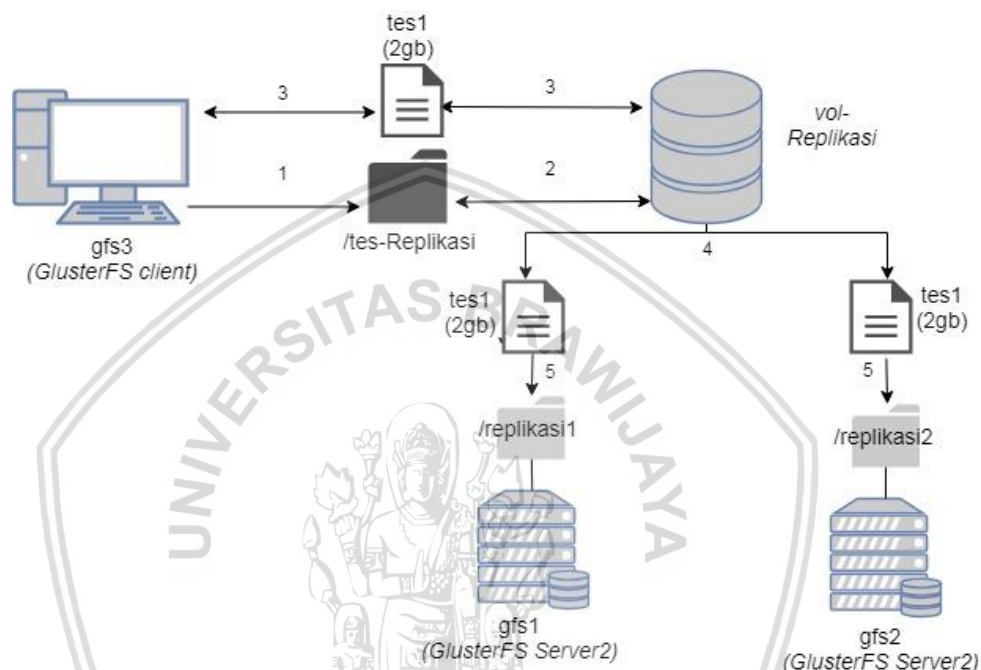 tes1
(2gb)
3
3
vol-
Replikasi
1
2
/tes-Replikasi
gfs3
(GlusterFS client)
4
tes1
(2gb)
tes1
(2gb)
5
5
/replikasi1
/replikasi2
gfs1
(GlusterFS Server2)
gfs2
(GlusterFS Server2)
UNIVERSITAS BRAWIJAYA